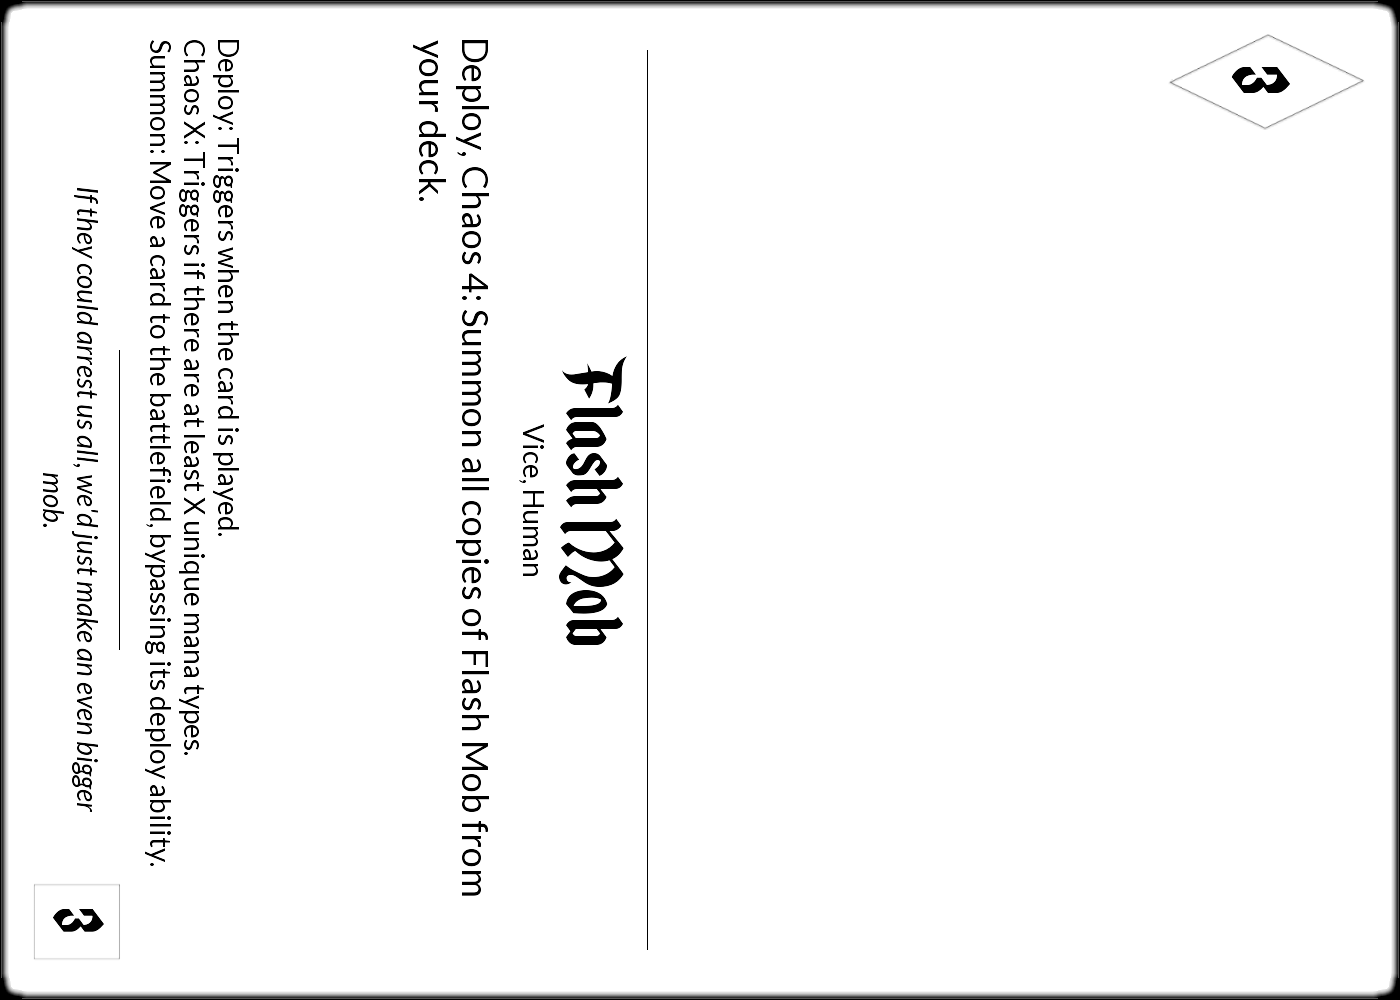 3
Flash Mob
Vice, Human
Deploy, Chaos 4: Summon all copies of Flash Mob from
your deck.
Deploy: Triggers when the card is played.
Chaos X: Triggers if there are at least X unique mana types.
Summon: Move a card to the battlefield, bypassing its deploy ability.
If they could arrest us all, we'd just make an even bigger
mob.
3